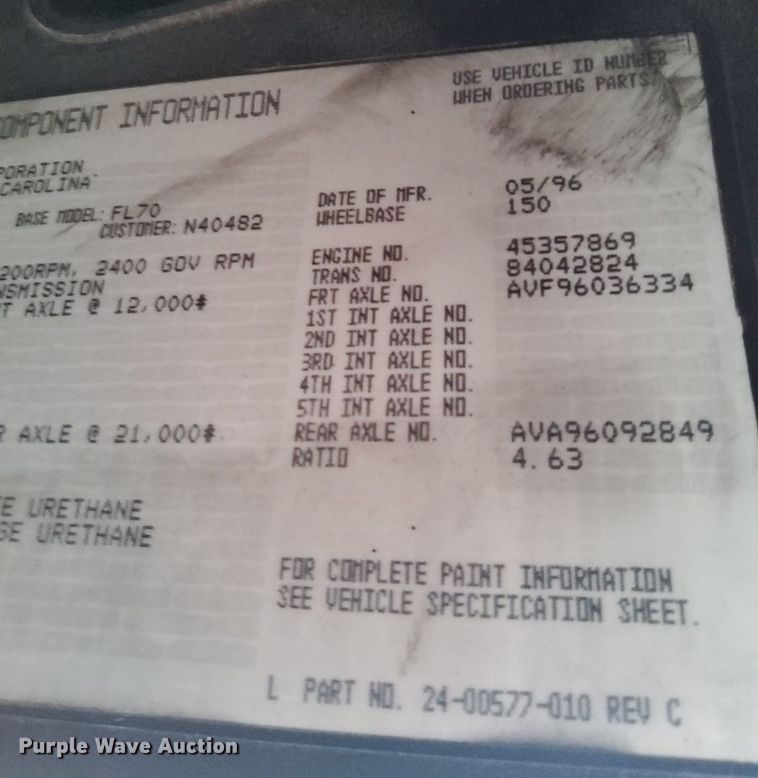 USE VEHICLE ID NUMBER
WHEN ORDERING PARTS.
COMPONENT INFORMATION
PORATION
CAROLINA
BASE MODEL: FL70
CUSTOMER: N40482
DATE OF MFR. 05/96
WHEELBASE 150
200RPM, 2400 GOV RPM
NSMISSION
T AXLE @ 12,000#
ENGINE NO. 45357869
TRANS NO. 84042824
FRT AXLE NO. AVF96036334
1ST INT AXLE NO.
2ND INT AXLE NO.
3RD INT AXLE NO.
4TH INT AXLE NO.
5TH INT AXLE NO.
R AXLE @ 21,000#
REAR AXLE NO. AVA96092849
RATIO 4.63
E URETHANE
SE URETHANE
FOR COMPLETE PAINT INFORMATION
SEE VEHICLE SPECIFICATION SHEET.
L PART NO. 24-00577-010 REV C
Purple Wave Auction